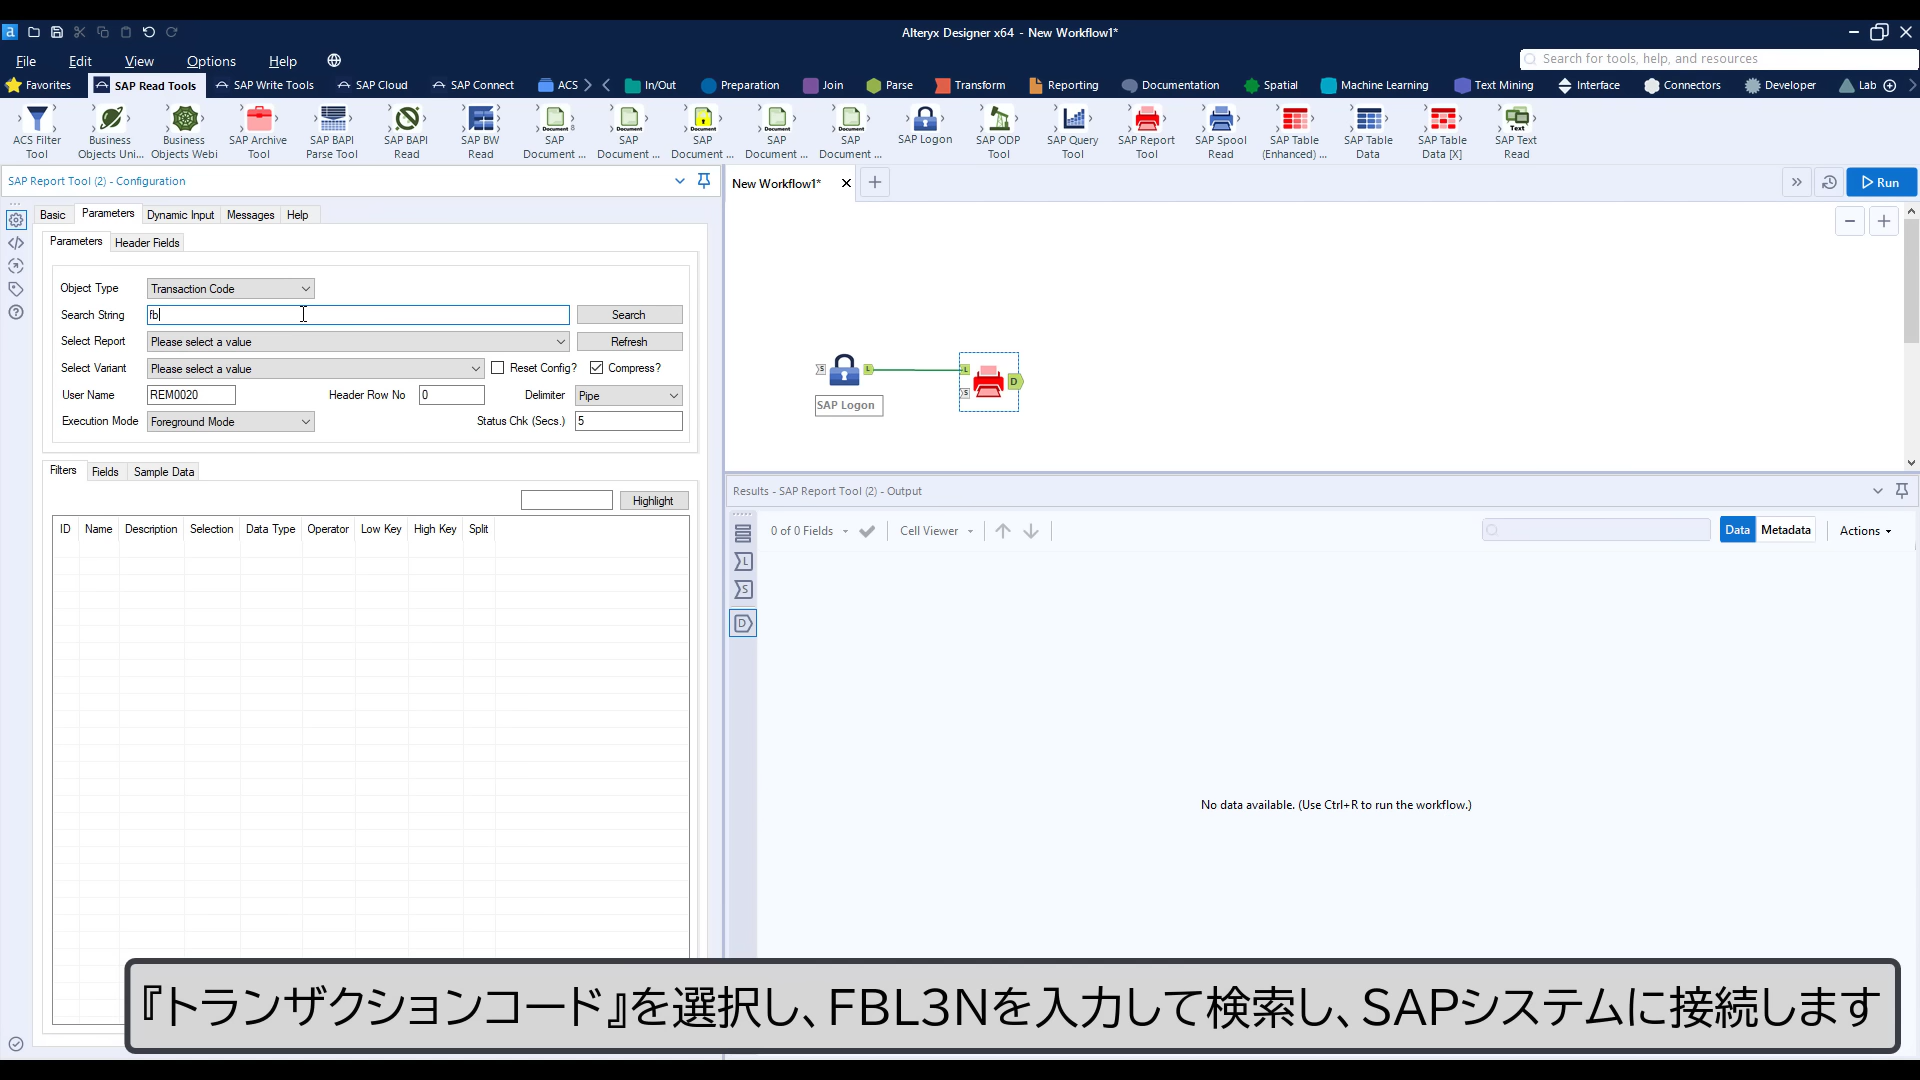 Alteryx Designer x64 - New Workflow1*
File Edit View Options Help
Search for tools, help, and resources
Favorites SAP Read Tools SAP Write Tools SAP Cloud SAP Connect ACS In/Out Preparation Join Parse Transform Reporting Documentation Spatial Machine Learning Text Mining Interface Connectors Developer Lab
ACS Filter Tool
Business Objects Uni...
Business Objects Webi
SAP Archive Tool
SAP BAPI Parse Tool
SAP BAPI Read
SAP BW Read
SAP Document ...
SAP Document ...
SAP Document ...
SAP Document ...
SAP Document ...
SAP Logon
SAP ODP Tool
SAP Query Tool
SAP Report Tool
SAP Spool Read
SAP Table (Enhanced) ...
SAP Table Data
SAP Table Data [X]
SAP Text Read
SAP Report Tool (2) - Configuration
New Workflow1*
Run
Basic Parameters Dynamic Input Messages Help
Parameters Header Fields
Object Type Transaction Code
Search String fb Search
Select Report Please select a value Refresh
Select Variant Please select a value Reset Config? Compress?
User Name REM0020 Header Row No 0 Delimiter Pipe
Execution Mode Foreground Mode Status Chk (Secs.) 5
Filters Fields Sample Data
Highlight
ID Name Description Selection Data Type Operator Low Key High Key Split
S L L S D
SAP Logon
Results - SAP Report Tool (2) - Output
0 of 0 Fields Cell Viewer Data Metadata Actions
L
S
D
No data available. (Use Ctrl+R to run the workflow.)
『トランザクションコード』を選択し、FBL3Nを入力して検索し、SAPシステムに接続します